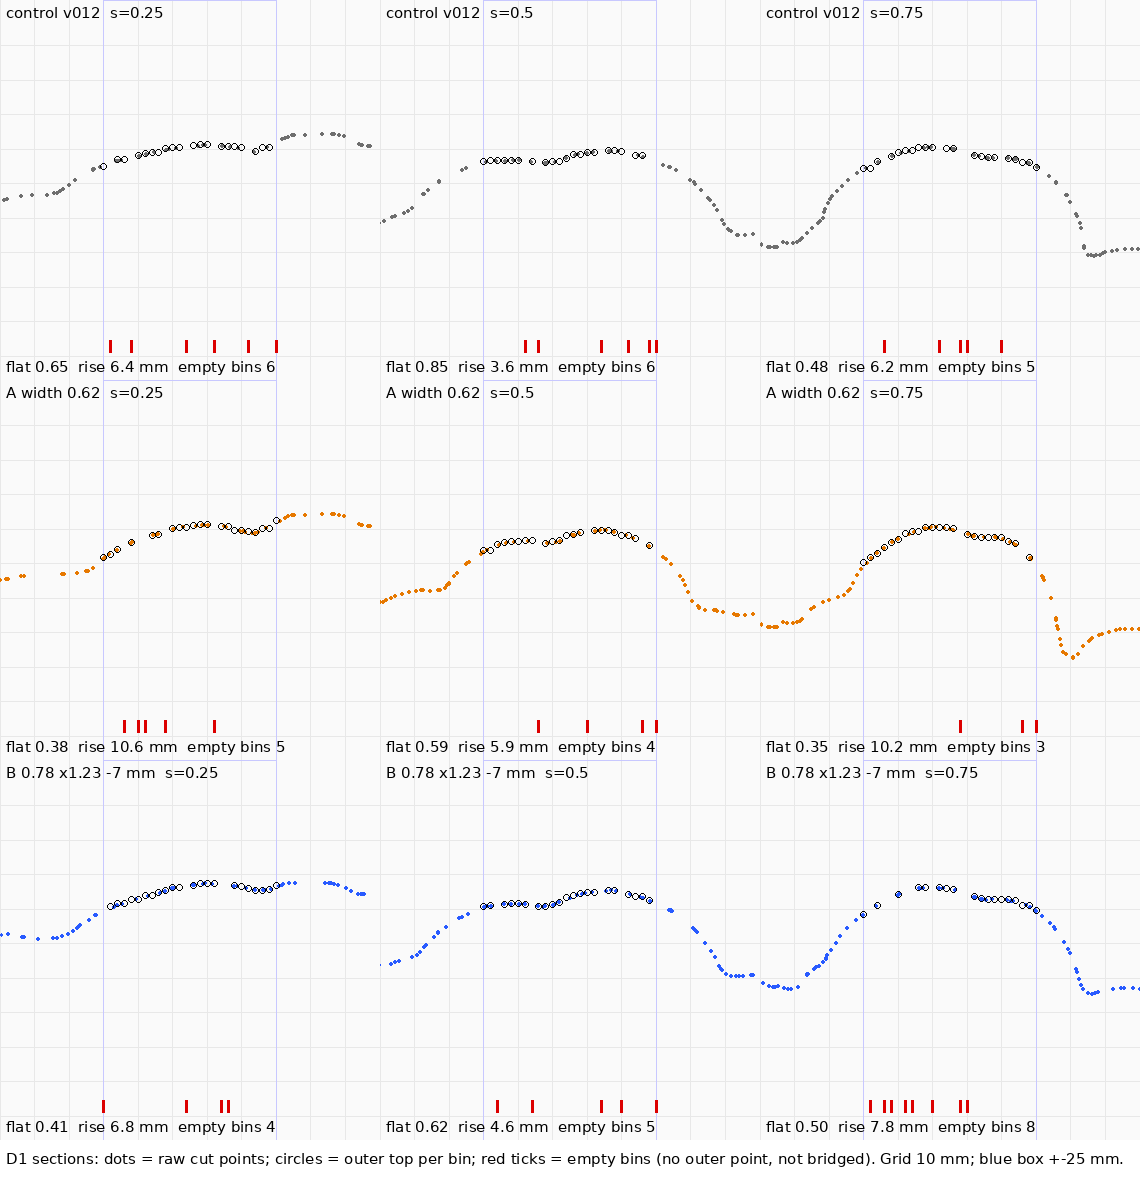 control v012 s=0.25
control v012 s=0.5
control v012 s=0.75
flat 0.65 rise 6.4 mm empty bins 6
flat 0.85 rise 3.6 mm empty bins 6
flat 0.48 rise 6.2 mm empty bins 5
A width 0.62 s=0.25
A width 0.62 s=0.5
A width 0.62 s=0.75
flat 0.38 rise 10.6 mm empty bins 5
flat 0.59 rise 5.9 mm empty bins 4
flat 0.35 rise 10.2 mm empty bins 3
B 0.78 x1.23 -7 mm s=0.25
B 0.78 x1.23 -7 mm s=0.5
B 0.78 x1.23 -7 mm s=0.75
flat 0.41 rise 6.8 mm empty bins 4
flat 0.62 rise 4.6 mm empty bins 5
flat 0.50 rise 7.8 mm empty bins 8
D1 sections: dots = raw cut points; circles = outer top per bin; red ticks = empty bins (no outer point, not bridged). Grid 10 mm; blue box +-25 mm.